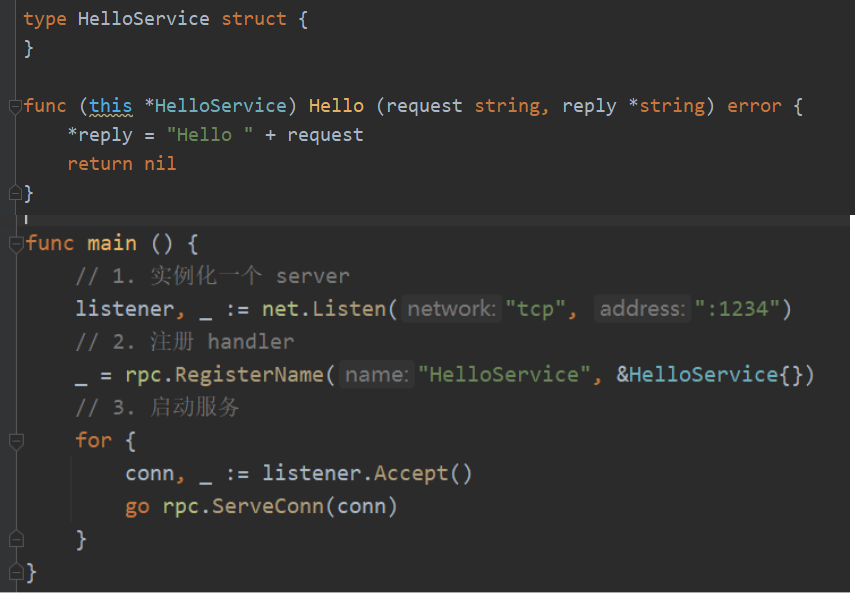 type HelloService struct {
}
func (this *HelloService) Hello (request string, reply *string) error {
*reply = "Hello " + request
return nil
}
func main () {
// 1. 实例化一个 server
listener, _ := net.Listen( network: "tcp", address: ":1234")
// 2. 注册 handler
_ = rpc.RegisterName( name: "HelloService", &HelloService{})
// 3. 启动服务
for {
conn, _ := listener.Accept()
go rpc.ServeConn(conn)
}
}